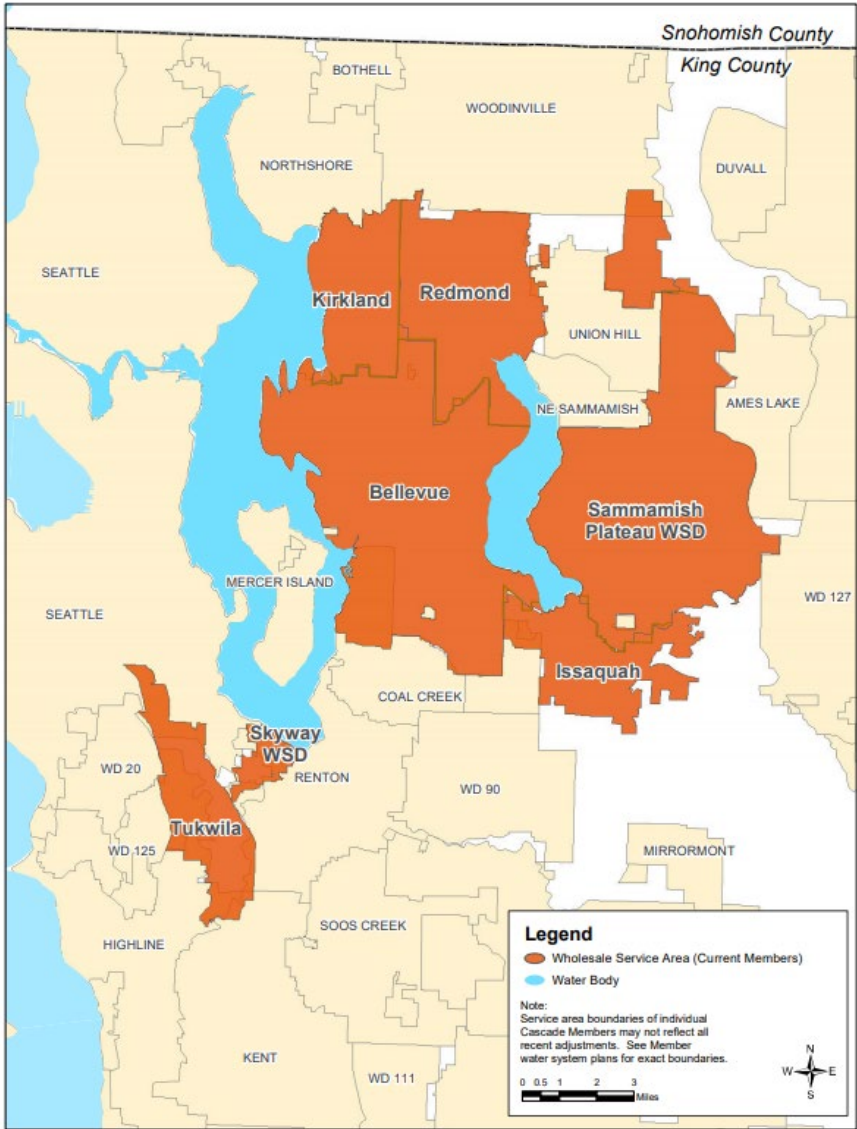 Snohomish County
King County
BOTHELL
WOODINVILLE
DUVALL
NORTHSHORE
SEATTLE
Kirkland
Redmond
UNION HILL
AMES LAKE
NE SAMMAMISH
Bellevue
Sammamish
Plateau WSD
MERCER ISLAND
WD 127
SEATTLE
Issaquah
COAL CREEK
Skyway
WSD
RENTON
WD 20
WD 90
Tukwila
WD 125
MIRRORMONT
SOOS CREEK
HIGHLINE
KENT
WD 111
Legend
Wholesale Service Area (Current Members)
Water Body
Note:
Service area boundaries of individual
Cascade Members may not reflect all
recent adjustments. See Member
water system plans for exact boundaries.
N
W E
S
0 0.5 1 2 3
Miles